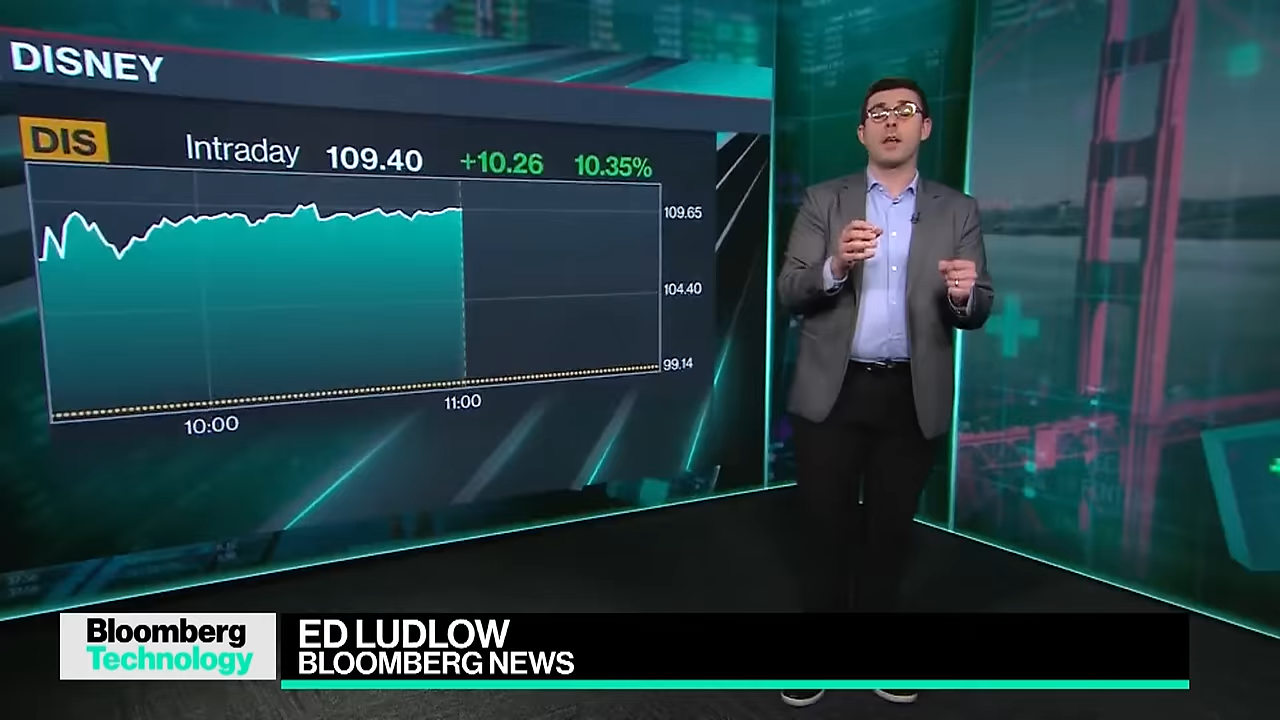 DISNEY
DIS Intraday 109.40 +10.26 10.35%
109.65
104.40
99.14
10:00
11:00
Bloomberg
Technology
ED LUDLOW
BLOOMBERG NEWS